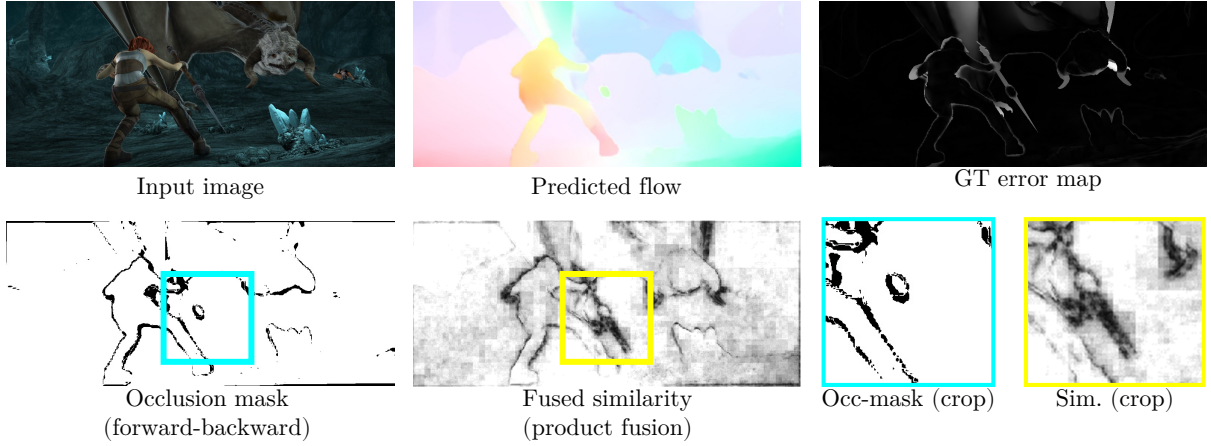 Input image
Predicted flow
GT error map
Occlusion mask
(forward-backward)
Fused similarity
(product fusion)
Occ-mask (crop)
Sim. (crop)